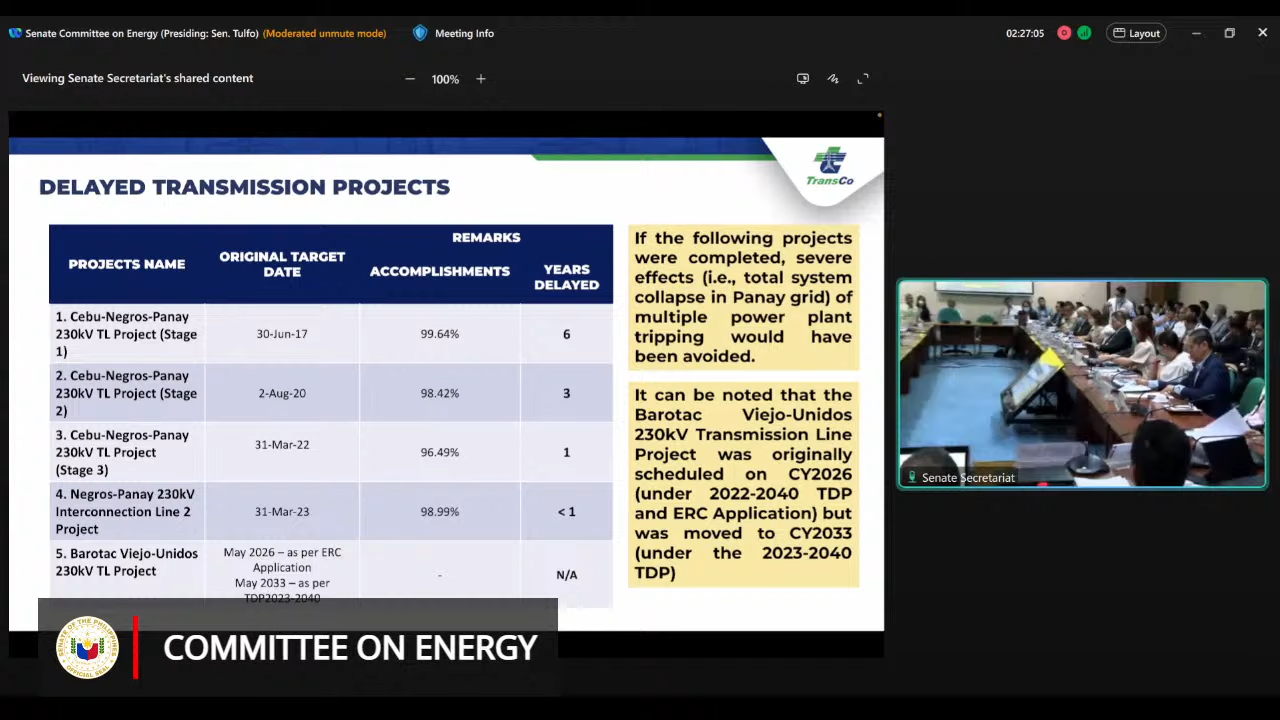 Senate Committee on Energy (Presiding: Sen. Tulfo) (Moderated unmute mode)
Meeting Info
02:27:05
Layout
Viewing Senate Secretariat's shared content
100%
TransCo
DELAYED TRANSMISSION PROJECTS
PROJECTS NAME
ORIGINAL TARGET
DATE
REMARKS
ACCOMPLISHMENTS
YEARS
DELAYED
1. Cebu-Negros-Panay
230kV TL Project (Stage
1)
30-Jun-17
99.64%
6
2. Cebu-Negros-Panay
230kV TL Project (Stage
2)
2-Aug-20
98.42%
3
3. Cebu-Negros-Panay
230kV TL Project
(Stage 3)
31-Mar-22
96.49%
1
4. Negros-Panay 230kV
Interconnection Line 2
Project
31-Mar-23
98.99%
< 1
5. Barotac Viejo-Unidos
230kV TL Project
May 2026 – as per ERC
Application
May 2033 – as per
TDP2023-2040
-
N/A
If the following projects
were completed, severe
effects (i.e., total system
collapse in Panay grid) of
multiple power plant
tripping would have
been avoided.
It can be noted that the
Barotac Viejo-Unidos
230kV Transmission Line
Project was originally
scheduled on CY2026
(under 2022-2040 TDP
and ERC Application) but
was moved to CY2033
(under the 2023-2040
TDP)
Senate Secretariat
SENATE OF THE PHILIPPINES
OFFICIAL SEAL
COMMITTEE ON ENERGY